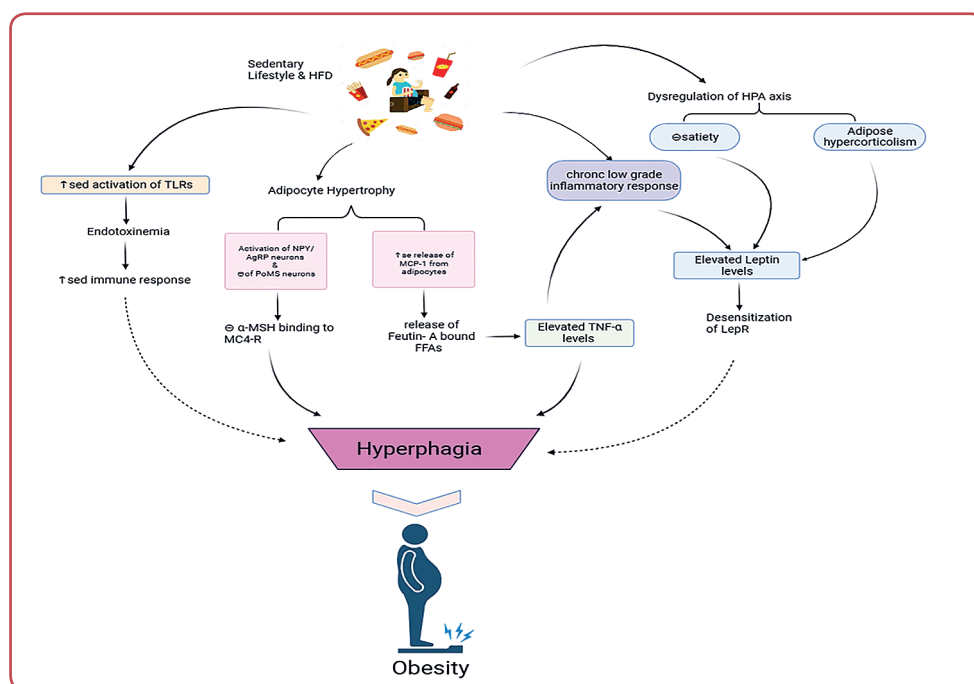 Sedentary
Lifestyle & HFD
Dysregulation of HPA axis
⊖satiety
Adipose
hypercorticolism
↑sed activation of TLRs
Adipocyte Hypertrophy
chronc low grade
inflammatory response
Endotoxinemia
Activation of NPY/
AgRP neurons
&
⊖of PoMS neurons
↑se release of
MCP-1 from
adipocytes
Elevated Leptin
levels
↑sed immune response
⊖ α-MSH binding to
MC4-R
release of
Feutin- A bound
FFAs
Elevated TNF-α
levels
Desensitization
of LepR
Hyperphagia
Obesity